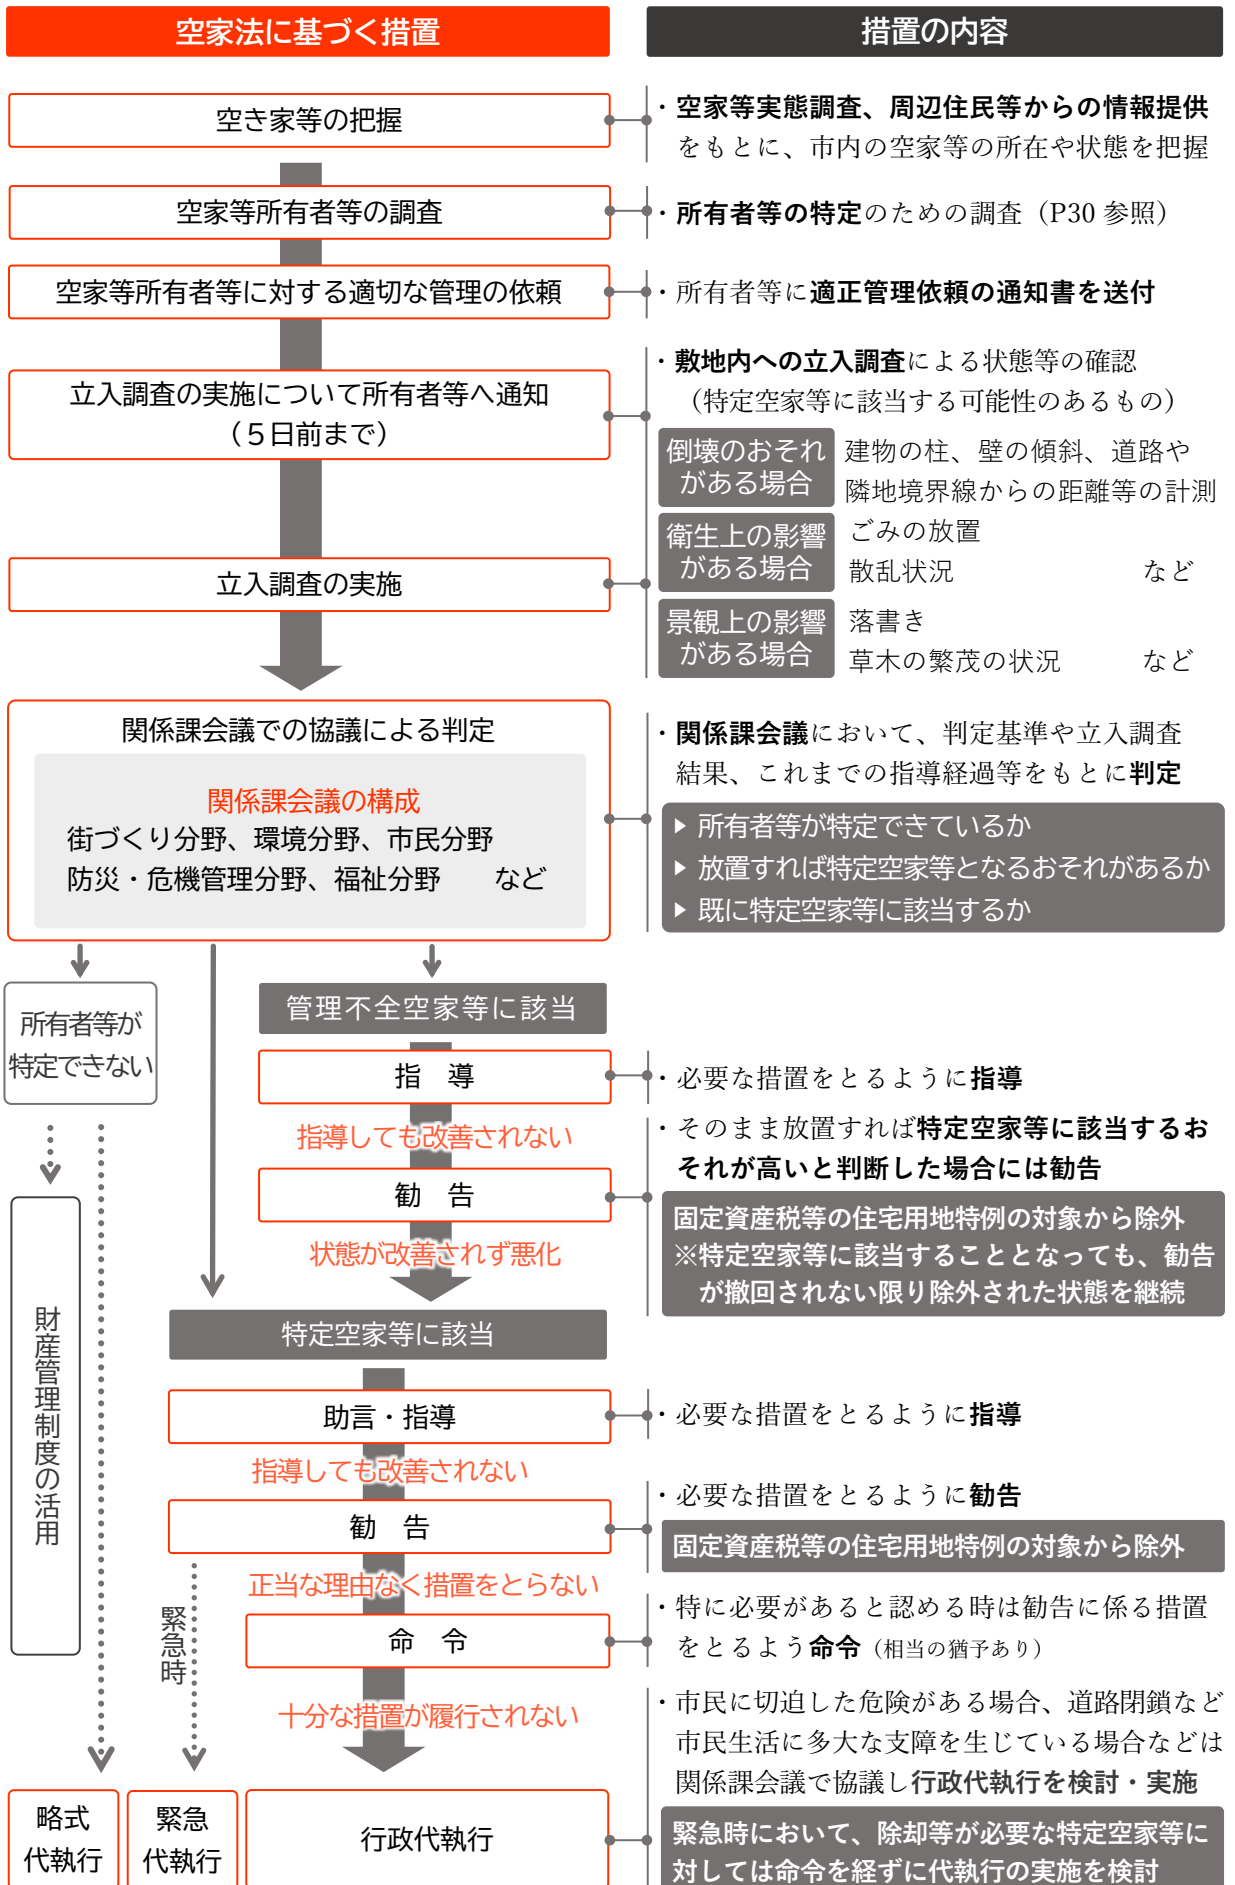 空家法に基づく措置
措置の内容
空き家等の把握
・空家等実態調査、周辺住民等からの情報提供
をもとに、市内の空家等の所在や状態を把握
空家等所有者等の調査
・所有者等の特定のための調査（P30 参照）
空家等所有者等に対する適切な管理の依頼
・所有者等に適正管理依頼の通知書を送付
立入調査の実施について所有者等へ通知
（５日前まで）
・敷地内への立入調査による状態等の確認
（特定空家等に該当する可能性のあるもの）
倒壊のおそれ
がある場合
建物の柱、壁の傾斜、道路や
隣地境界線からの距離等の計測
衛生上の影響
がある場合
ごみの放置
散乱状況 など
立入調査の実施
景観上の影響
がある場合
落書き
草木の繁茂の状況 など
関係課会議での協議による判定
関係課会議の構成
街づくり分野、環境分野、市民分野
防災・危機管理分野、福祉分野 など
・関係課会議において、判定基準や立入調査
結果、これまでの指導経過等をもとに判定
▶ 所有者等が特定できているか
▶ 放置すれば特定空家等となるおそれがあるか
▶ 既に特定空家等に該当するか
所有者等が
特定できない
管理不全空家等に該当
指 導
・必要な措置をとるように指導
指導しても改善されない
勧 告
・そのまま放置すれば特定空家等に該当するお
それが高いと判断した場合には勧告
固定資産税等の住宅用地特例の対象から除外
※特定空家等に該当することとなっても、勧告
が撤回されない限り除外された状態を継続
状態が改善されず悪化
財産管理制度の活用
特定空家等に該当
助言・指導
・必要な措置をとるように指導
指導しても改善されない
勧 告
・必要な措置をとるように勧告
固定資産税等の住宅用地特例の対象から除外
正当な理由なく措置をとらない
緊急時
命 令
・特に必要があると認める時は勧告に係る措置
をとるよう命令（相当の猶予あり）
十分な措置が履行されない
・市民に切迫した危険がある場合、道路閉鎖など
市民生活に多大な支障を生じている場合などは
関係課会議で協議し行政代執行を検討・実施
略式
代執行
緊急
代執行
行政代執行
緊急時において、除却等が必要な特定空家等に
対しては命令を経ずに代執行の実施を検討